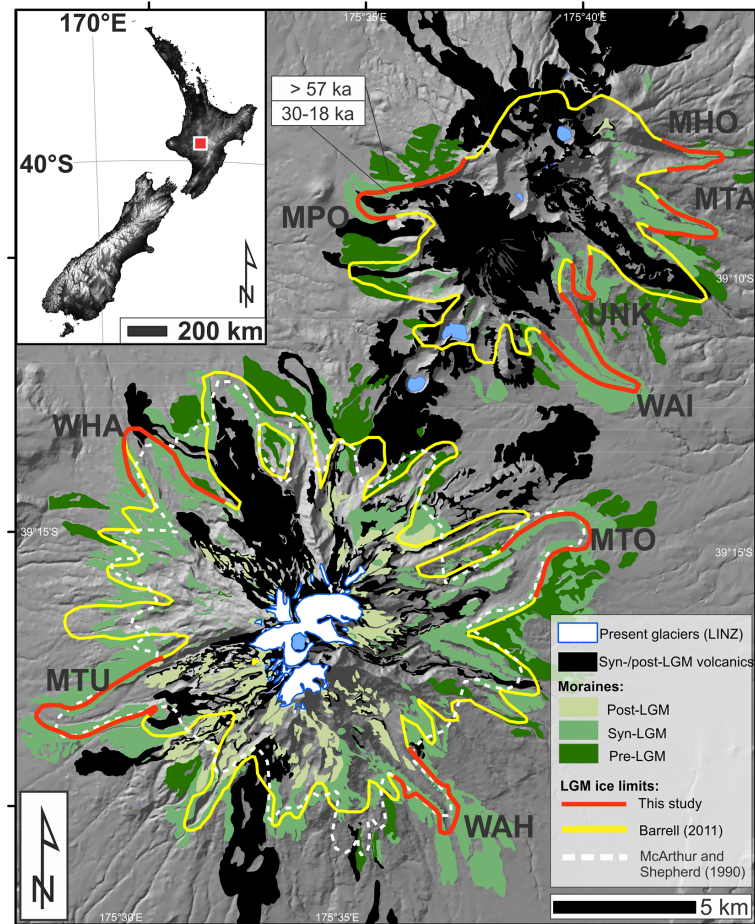 170°E
40°S
N
200 km
175°35'E
175°40'E
> 57 ka
30-18 ka
MHO
MPO
MTA
39°10'S
UNK
WAI
WHA
39°15'S
MTO
39°15'S
MTU
WAH
N
175°30'E
175°35'E
Present glaciers (LINZ)
Syn-/post-LGM volcanics
Moraines:
Post-LGM
Syn-LGM
Pre-LGM
LGM ice limits:
This study
Barrell (2011)
McArthur and
Shepherd (1990)
5 km